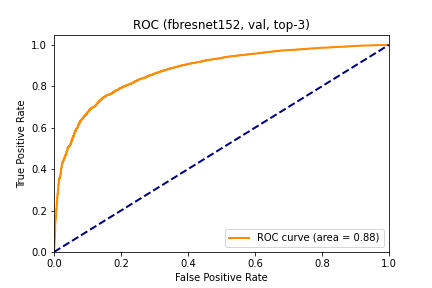 ROC (fbresnet152, val, top-3)
True Positive Rate
1.0
0.8
0.6
0.4
0.2
0.0
0.0 0.2 0.4 0.6 0.8 1.0
ROC curve (area = 0.88)
False Positive Rate